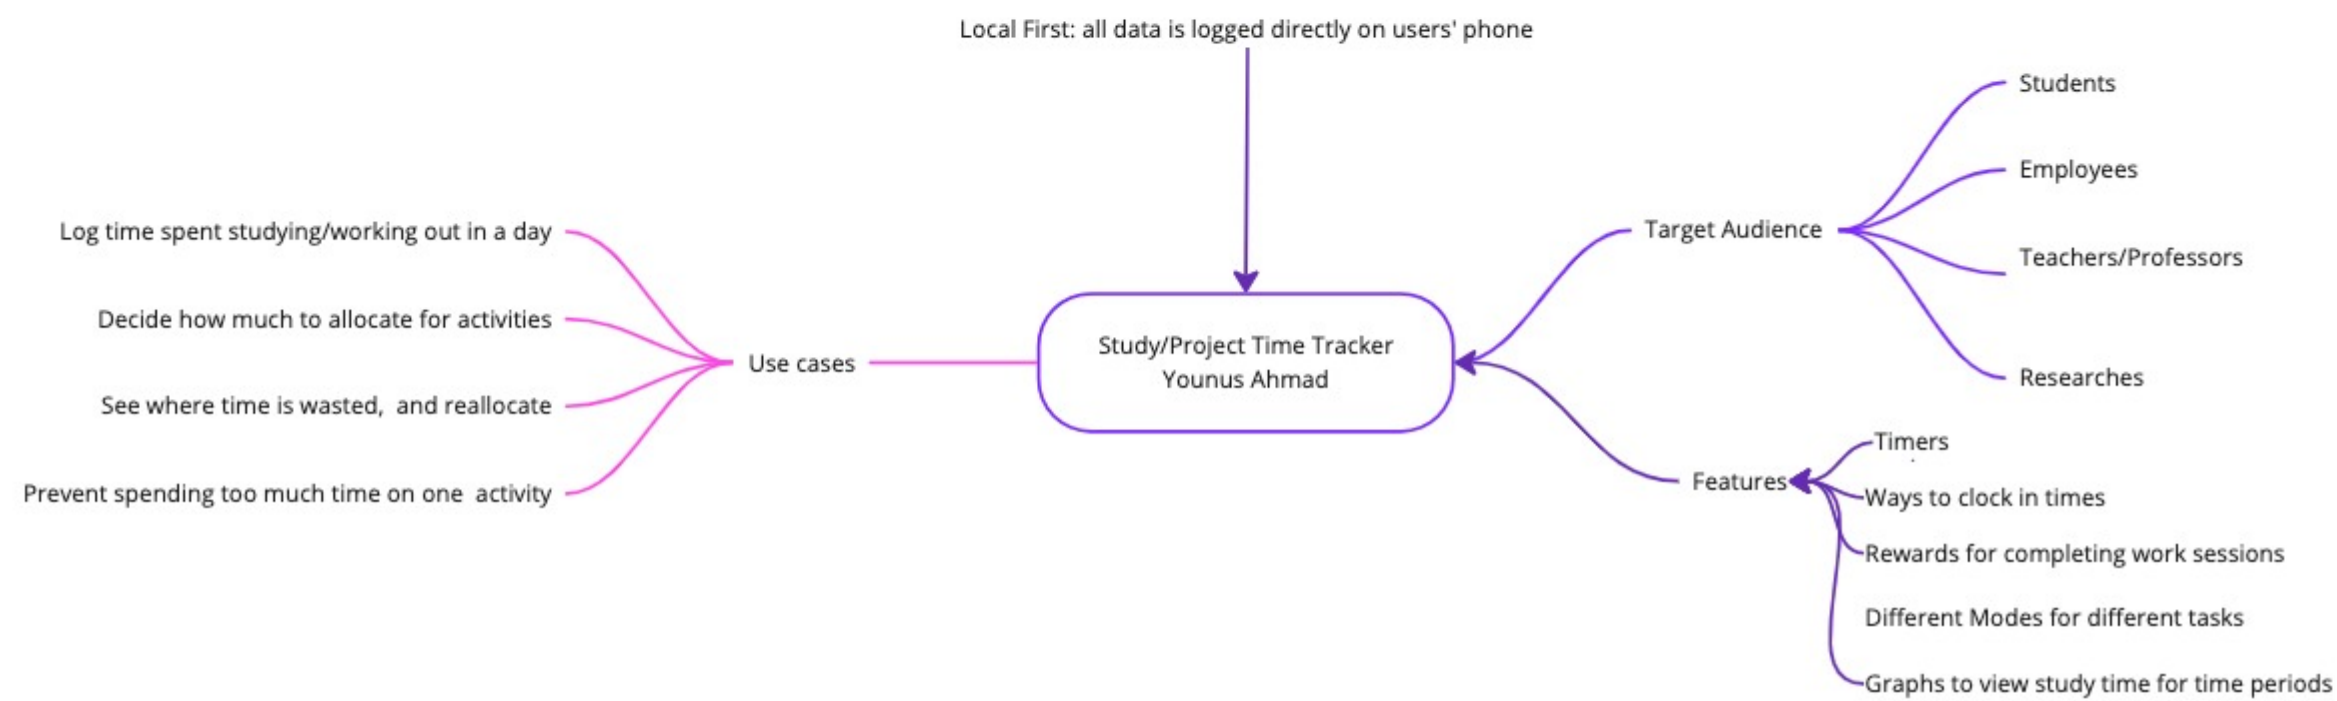 Local First: all data is logged directly on users' phone
Log time spent studying/working out in a day
Decide how much to allocate for activities
See where time is wasted,  and reallocate
Prevent spending too much time on one  activity
Use cases
Study/Project Time Tracker
Younus Ahmad
Target Audience
Students
Employees
Teachers/Professors
Researches
Features
Timers
Ways to clock in times
Rewards for completing work sessions
Different Modes for different tasks
Graphs to view study time for time periods